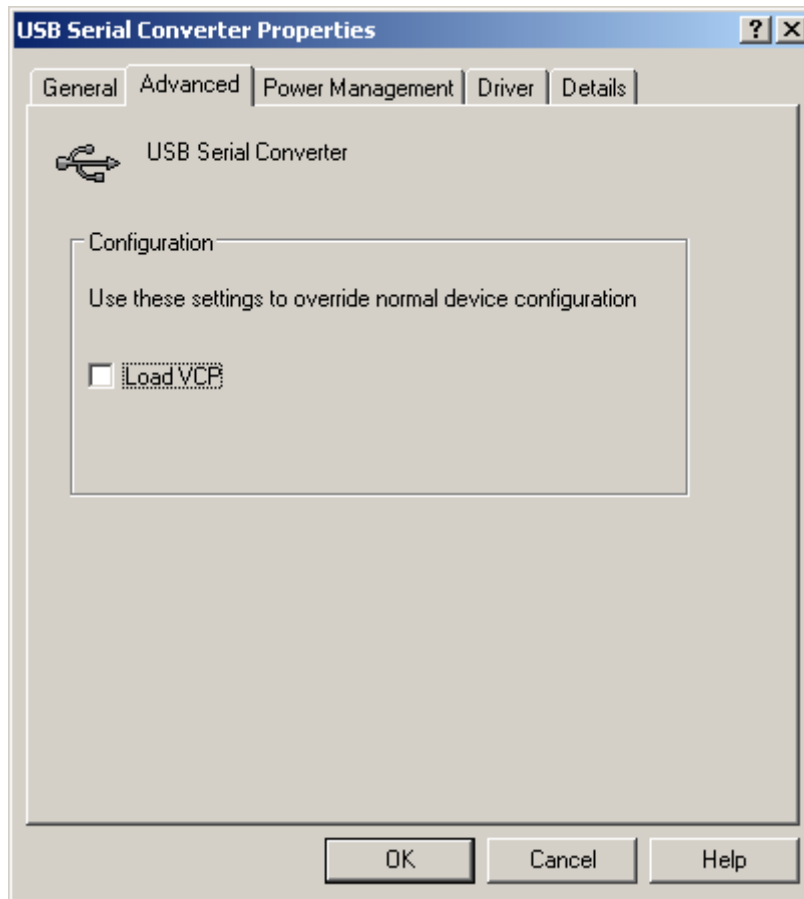 USB Serial Converter Properties
General Advanced Power Management Driver Details
USB Serial Converter
Configuration
Use these settings to override normal device configuration
Load VCP
OK Cancel Help